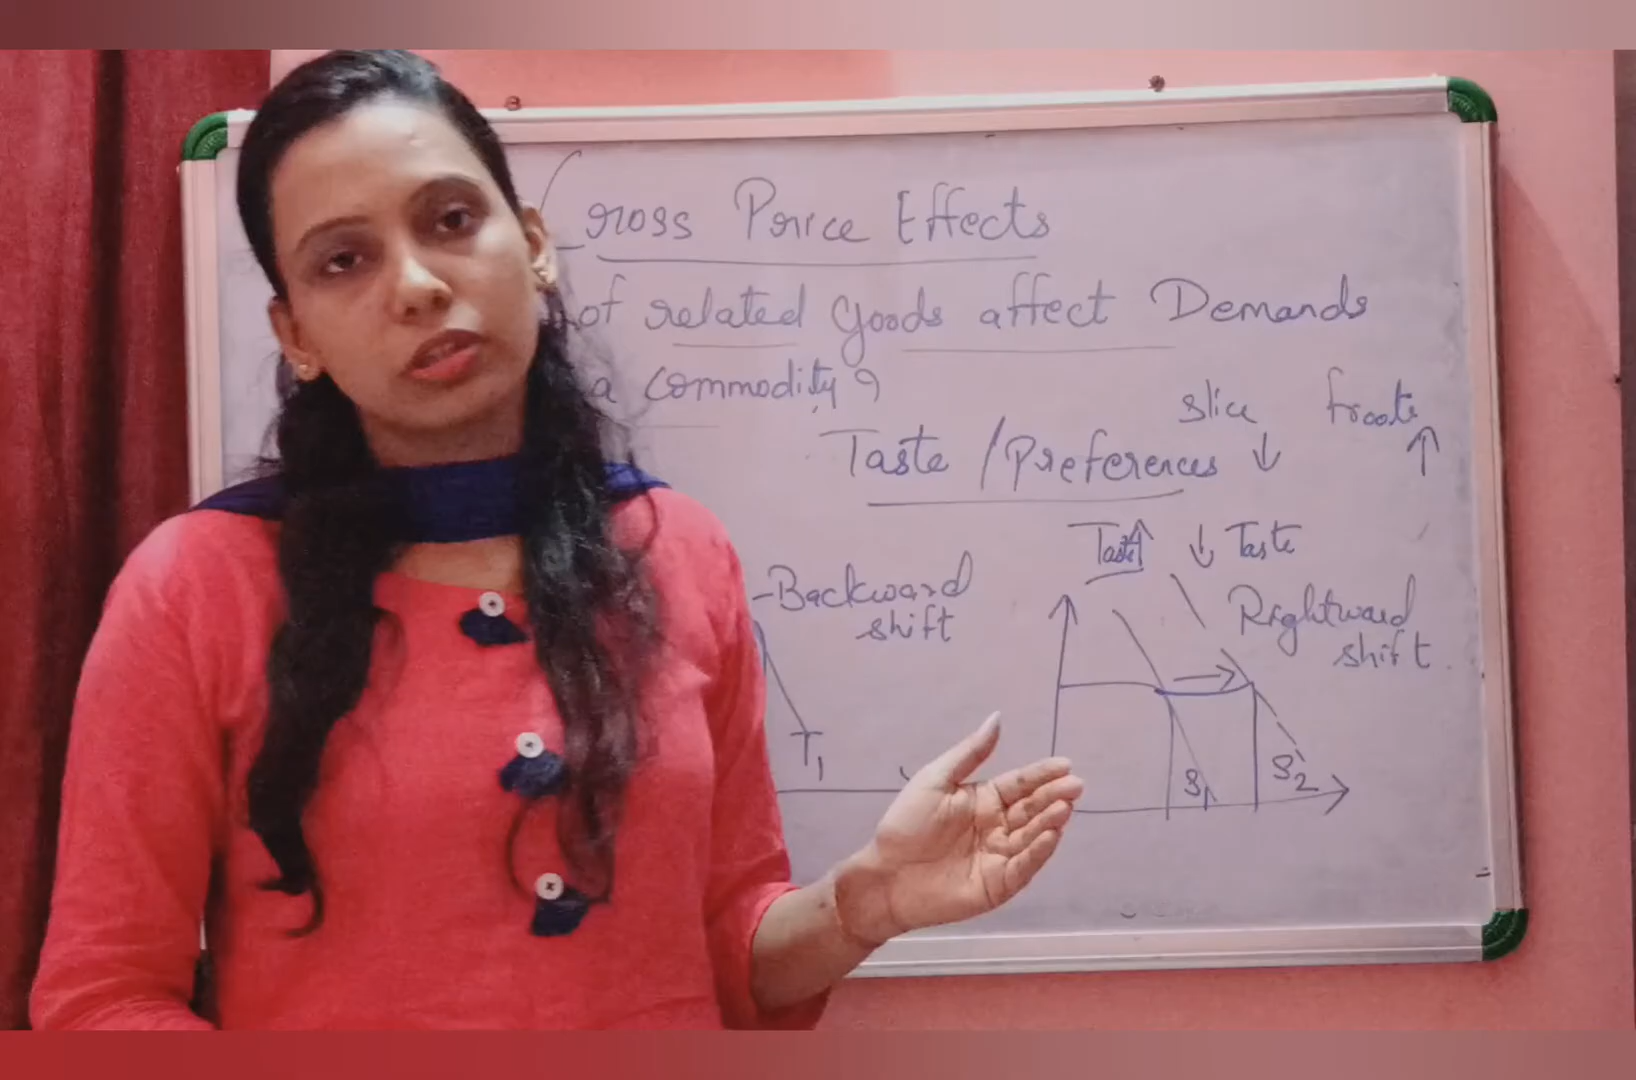 Cross Price Effects
of related goods affect Demands
a commodity?
slice ↓ frooti ↑
Taste / Preferences
Taste ↑ ↓ Taste
- Backward shift
Rightward shift.
T1
S1 S2